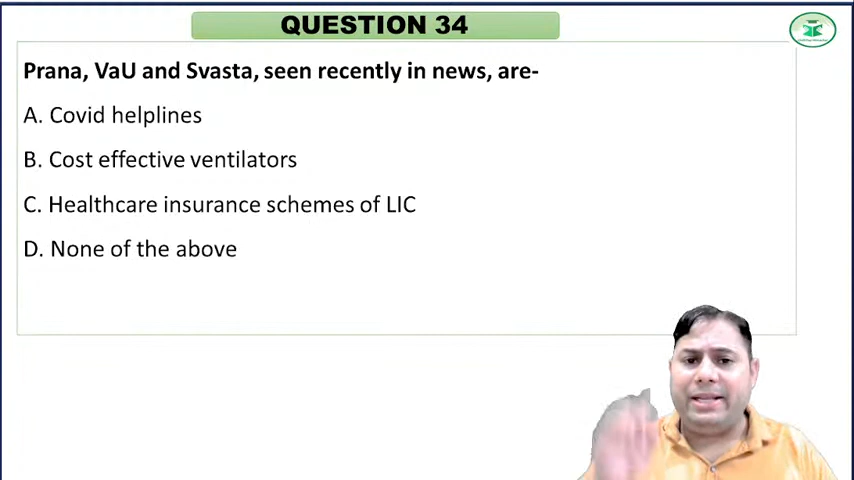 QUESTION 34
Prana, VaU and Svasta, seen recently in news, are-
A. Covid helplines
B. Cost effective ventilators
C. Healthcare insurance schemes of LIC
D. None of the above